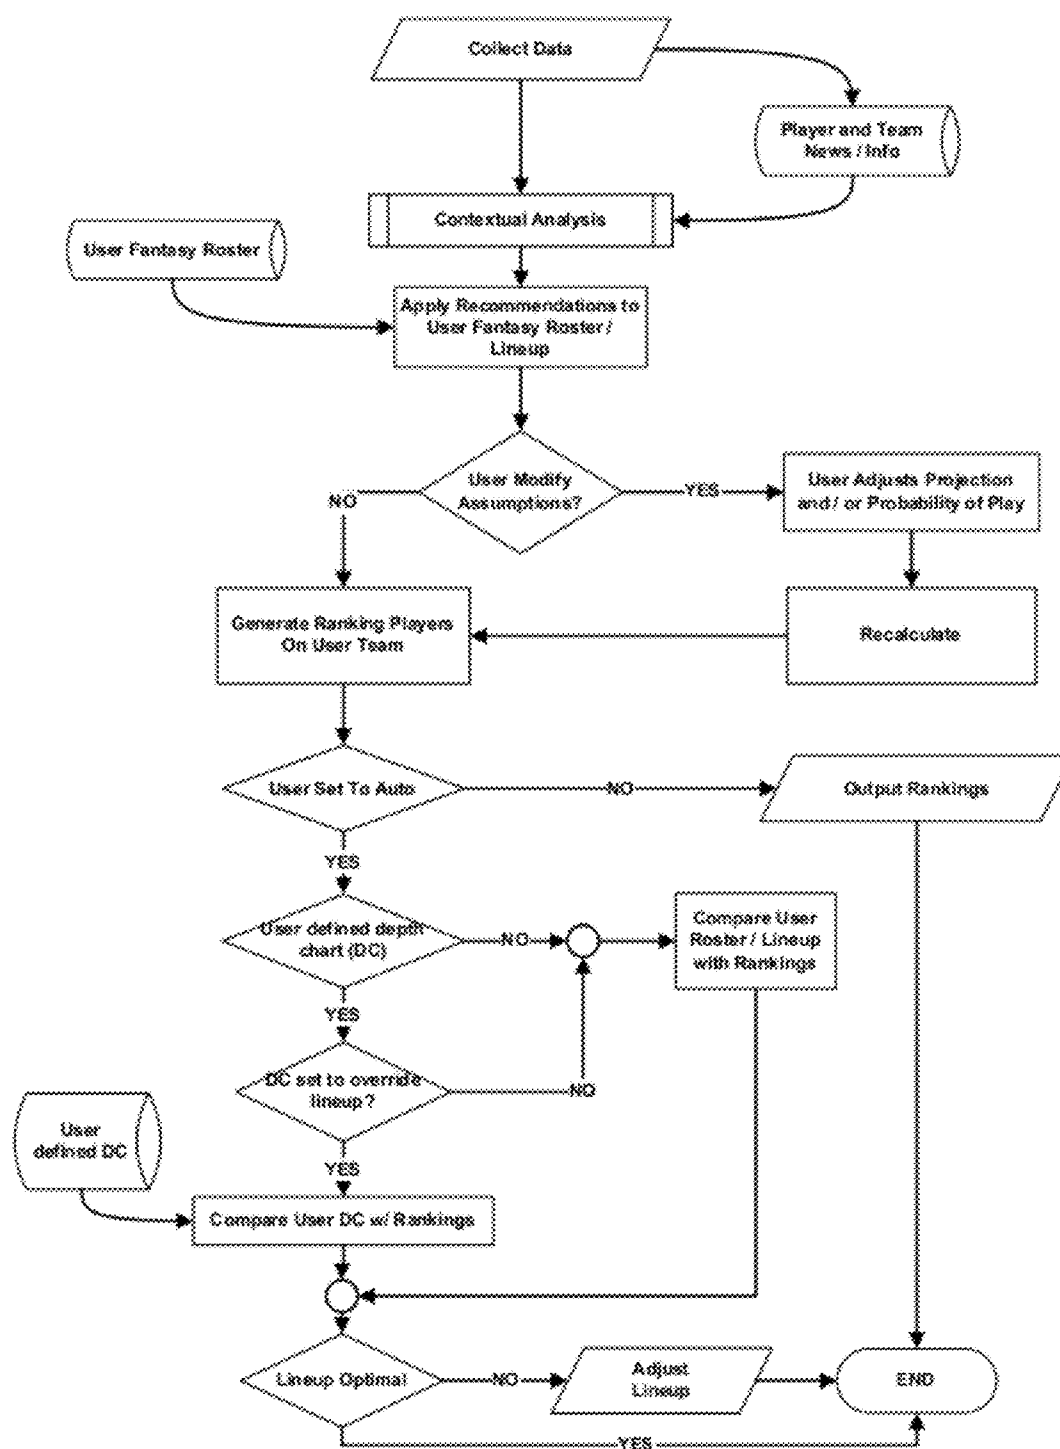 Collect Data
Player and Team
News / Info
Contextual Analysis
User Fantasy Roster
Apply Recommendations to
User Fantasy Roster /
Lineup
User Modify
Assumptions?
YES
NO
User Adjusts Projection
and / or Probability of Play
Generate Ranking Players
On User Team
Recalculate
User Set To Auto
NO
Output Rankings
YES
User defined depth
chart (DC)
NO
Compare User
Roster / Lineup
with Rankings
YES
DC set to override
lineup?
NO
User
defined DC
YES
Compare User DC w/ Rankings
Lineup Optimal
NO
Adjust
Lineup
END
YES